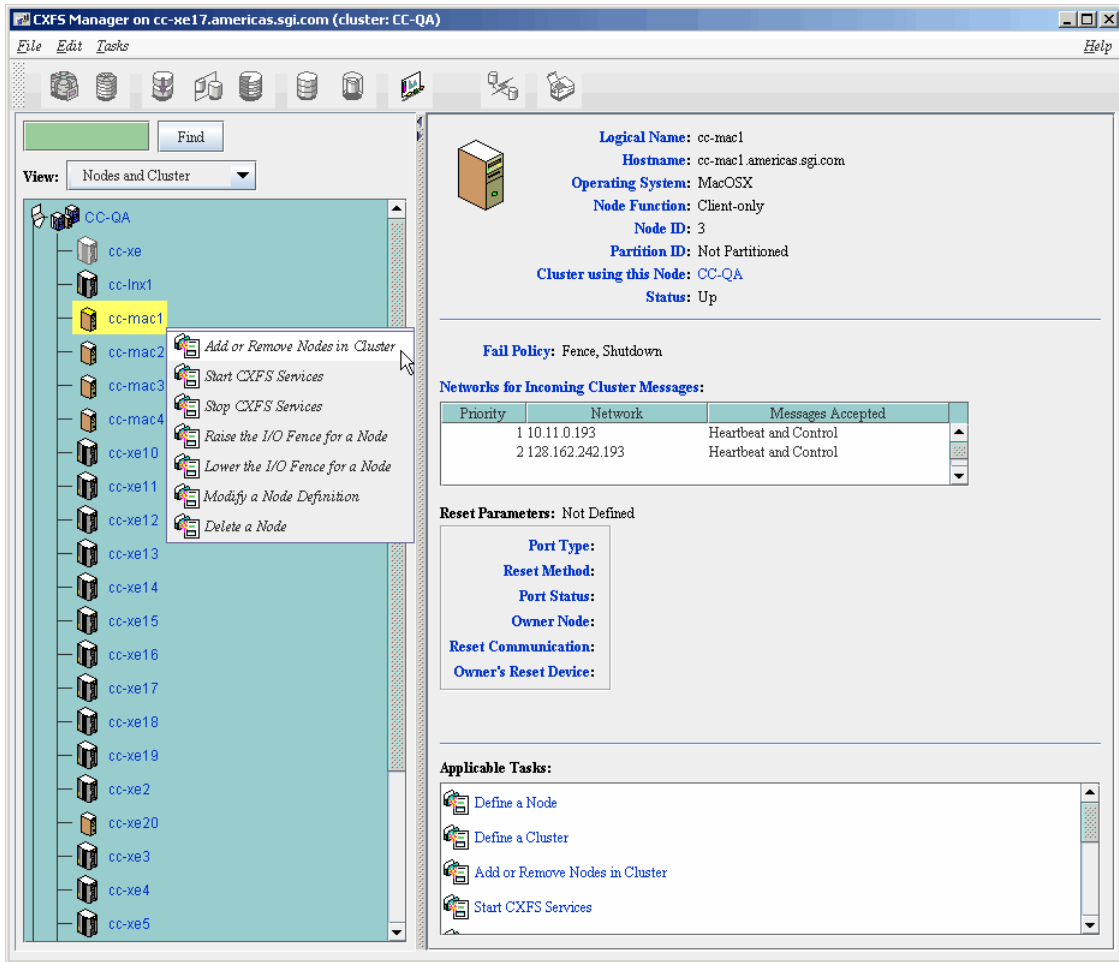 CXFS Manager on cc-xe17.americas.sgi.com (cluster: CC-QA)
File Edit Tasks Help
Find
View: Nodes and Cluster
CC-QA
cc-xe
cc-lnx1
cc-mac1
cc-mac2
cc-mac3
cc-mac4
cc-xe10
cc-xe11
cc-xe12
cc-xe13
cc-xe14
cc-xe15
cc-xe16
cc-xe17
cc-xe18
cc-xe19
cc-xe2
cc-xe20
cc-xe3
cc-xe4
cc-xe5
Add or Remove Nodes in Cluster
Start CXFS Services
Stop CXFS Services
Raise the I/O Fence for a Node
Lower the I/O Fence for a Node
Modify a Node Definition
Delete a Node
Logical Name: cc-mac1
Hostname: cc-mac1.americas.sgi.com
Operating System: MacOSX
Node Function: Client-only
Node ID: 3
Partition ID: Not Partitioned
Cluster using this Node: CC-QA
Status: Up
Fail Policy: Fence, Shutdown
Networks for Incoming Cluster Messages:
Priority Network Messages Accepted
1 10.11.0.193 Heartbeat and Control
2 128.162.242.193 Heartbeat and Control
Reset Parameters: Not Defined
Port Type:
Reset Method:
Port Status:
Owner Node:
Reset Communication:
Owner's Reset Device:
Applicable Tasks:
Define a Node
Define a Cluster
Add or Remove Nodes in Cluster
Start CXFS Services